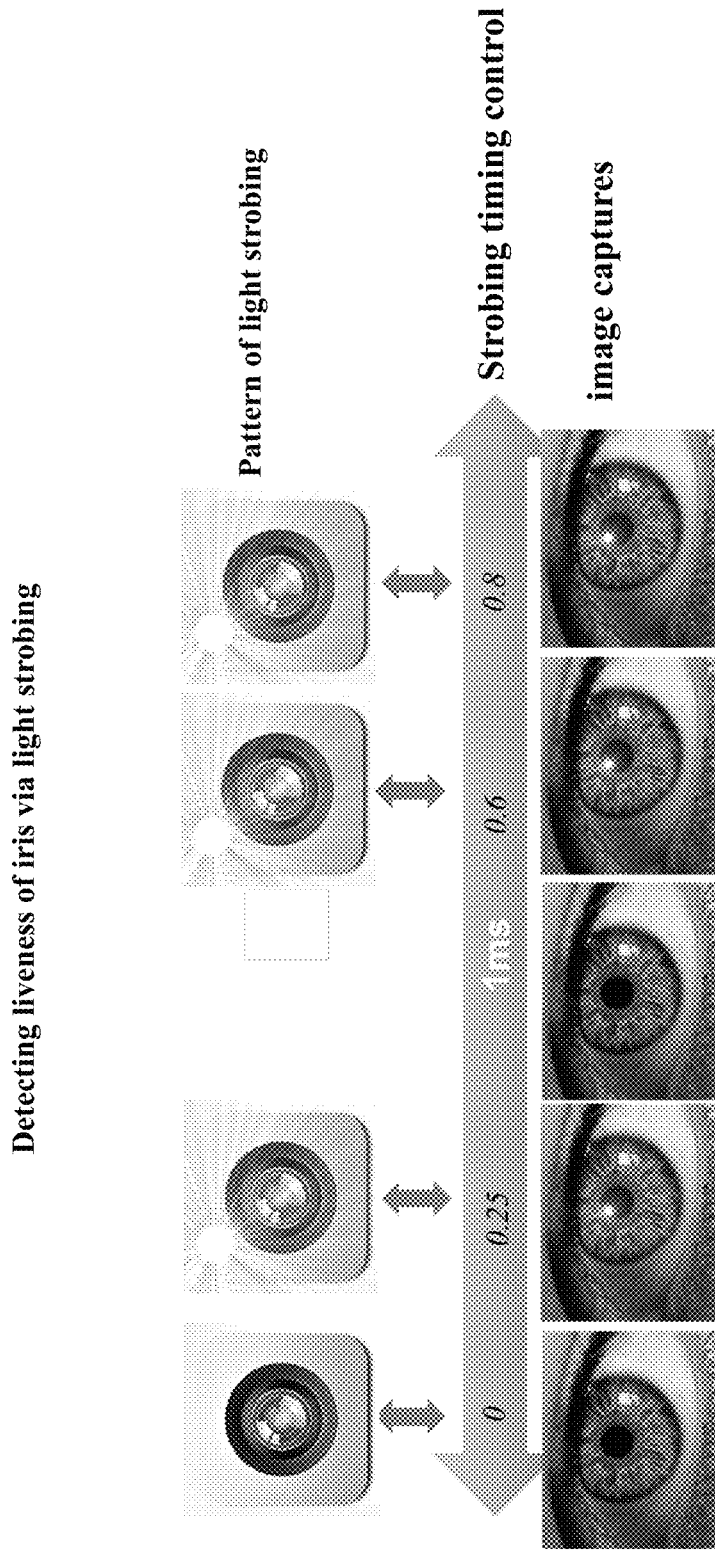 Detecting liveness of iris via light strobing
Pattern of light strobing
0 0.25 1ms 0.6 0.8
Strobing timing control
image captures